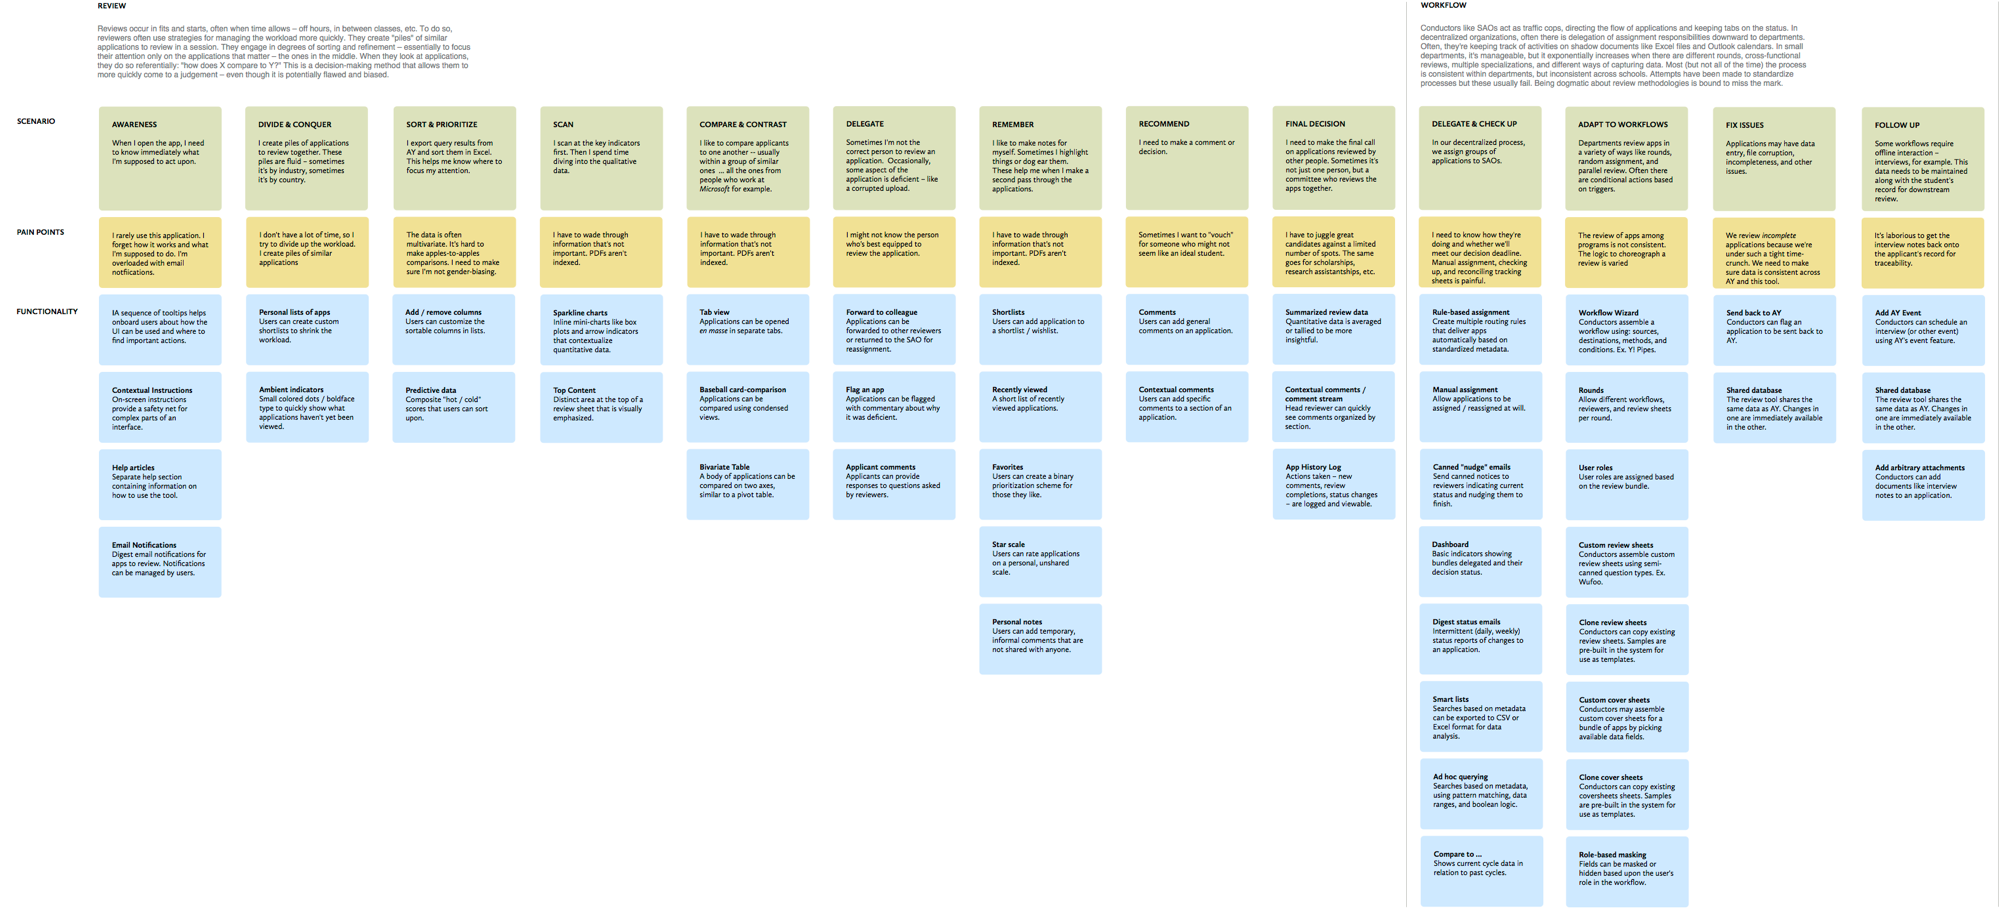 REVIEW
Reviews occur in fits and starts, often when time allows – off hours, in between classes, etc. To do so,
reviewers often use strategies for managing the workload more quickly. They create "piles" of similar
applications to review in a session. They engage in degrees of sorting and refinement – essentially to focus
their attention only on the applications that matter – the ones in the middle. When they look at applications,
they do so referentially: "how does X compare to Y?" This is a decision-making method that allows them to
more quickly come to a judgement – even though it is potentially flawed and biased.
WORKFLOW
Conductors like SAOs act as traffic cops, directing the flow of applications and keeping tabs on the status. In
decentralized organizations, often there is delegation of assignment responsibilities downward to departments.
Often, they're keeping track of activities on shadow documents like Excel files and Outlook calendars. In small
departments, it's manageable, but it exponentially increases when there are different rounds, cross-functional
reviews, multiple specializations, and different ways of capturing data. Most (but not all of the time) the process
is consistent within departments, but inconsistent across schools. Attempts have been made to standardize
processes but these usually fail. Being dogmatic about review methodologies is bound to miss the mark.
SCENARIO
AWARENESS
When I open the app, I need
to know immediately what
I'm supposed to act upon.
DIVIDE & CONQUER
I create piles of applications
to review together. These
piles are fluid – sometimes
it's by industry, sometimes
it's by country.
SORT & PRIORITIZE
I export query results from
AY and sort them in Excel.
This helps me know where to
focus my attention.
SCAN
I scan at the key indicators
first. Then I spend time
diving into the qualitative
data.
COMPARE & CONTRAST
I like to compare applicants
to one another -- usually
within a group of similar
ones ... all the ones from
people who work at
Microsoft for example.
DELEGATE
Sometimes I'm not the
correct person to review an
application. Occasionally,
some aspect of the
application is deficient – like
a corrupted upload.
REMEMBER
I like to make notes for
myself. Sometimes I highlight
things or dog ear them.
These help me when I make a
second pass through the
applications.
RECOMMEND
I need to make a comment or
decision.
FINAL DECISION
I need to make the final call
on applications reviewed by
other people. Sometimes it's
not just one person, but a
committee who reviews the
apps together.
DELEGATE & CHECK UP
In our decentralized process,
we assign groups of
applications to SAOs.
ADAPT TO WORKFLOWS
Departments review apps in
a variety of ways like rounds,
random assignment, and
parallel review. Often there
are conditional actions based
on triggers.
FIX ISSUES
Applications may have data
entry, file corruption,
incompleteness, and other
issues.
FOLLOW UP
Some workflows require
offline interaction –
interviews, for example. This
data needs to be maintained
along with the student's
record for downstream
review.
PAIN POINTS
I rarely use this application. I
forget how it works and what
I'm supposed to do. I'm
overloaded with email
notfiications.
I don't have a lot of time, so I
try to divide up the workload.
I create piles of similar
applications
The data is often
multivariate. It's hard to
make apples-to-apples
comparisons. I need to make
sure I'm not gender-biasing.
I have to wade through
information that's not
important. PDFs aren't
indexed.
I have to wade through
information that's not
important. PDFs aren't
indexed.
I might not know the person
who's best equipped to
review the application.
I have to wade through
information that's not
important. PDFs aren't
indexed.
Sometimes I want to "vouch"
for someone who might not
seem like an ideal student.
I have to juggle great
candidates against a limited
number of spots. The same
goes for scholarships,
research assistantships, etc.
I need to know how they're
doing and whether we'll
meet our decision deadline.
Manual assignment, checking
up, and reconciling tracking
sheets is painful.
The review of apps among
programs is not consistent.
The logic to choreograph a
review is varied
We review incomplete
applications because we're
under such a tight time-
crunch. We need to make
sure data is consistent across
AY and this tool.
It's laborious to get the
interview notes back onto
the applicant's record for
traceability.
FUNCTIONALITY
IA sequence of tooltips helps
onboard users about how the
UI can be used and where to
find important actions.
Personal lists of apps
Users can create custom
shortlists to shrink the
workload.
Add / remove columns
Users can customize the
sortable columns in lists.
Sparkline charts
Inline mini-charts like box
plots and arrow indicators
that contextualize
quantitative data.
Tab view
Applications can be opened
en masse in separate tabs.
Forward to colleague
Applications can be
forwarded to other reviewers
or returned to the SAO for
reassignment.
Shortlists
Users can add application to
a shortlist / wishlist.
Comments
Users can add general
comments on an application.
Summarized review data
Quantitative data is averaged
or tallied to be more
insightful.
Rule-based assignment
Create multiple routing rules
that deliver apps
automatically based on
standardized metadata.
Workflow Wizard
Conductors assemble a
workflow using: sources,
destinations, methods, and
conditions. Ex. Y! Pipes.
Send back to AY
Conductors can flag an
application to be sent back to
AY.
Add AY Event
Conductors can schedule an
interview (or other event)
using AY's event feature.
Contextual Instructions
On-screen instructions
provide a safety net for
complex parts of an
interface.
Ambient indicators
Small colored dots / boldface
type to quickly show what
applications haven't yet been
viewed.
Predictive data
Composite "hot / cold"
scores that users can sort
upon.
Top Content
Distinct area at the top of a
review sheet that is visually
emphasized.
Baseball card-comparison
Applications can be
compared using condensed
views.
Flag an app
Applications can be flagged
with commentary about why
it was deficient.
Recently viewed
A short list of recently
viewed applications.
Contextual comments
Users can add specific
comments to a section of an
application.
Contextual comments /
comment stream
Head reviewer can quickly
see comments organized by
section.
Manual assignment
Allow applications to be
assigned / reassigned at will.
Rounds
Allow different workflows,
reviewers, and review sheets
per round.
Shared database
The review tool shares the
same data as AY. Changes in
one are immediately available
in the other.
Shared database
The review tool shares the
same data as AY. Changes in
one are immediately available
in the other.
Help articles
Separate help section
containing information on
how to use the tool.
Bivariate Table
A body of applications can be
compared on two axes,
similar to a pivot table.
Applicant comments
Applicants can provide
responses to questions asked
by reviewers.
Favorites
Users can create a binary
prioritization scheme for
those they like.
App History Log
Actions taken – new
comments, review
completions, status changes
– are logged and viewable.
Canned "nudge" emails
Send canned notices to
reviewers indicating current
status and nudging them to
finish.
User roles
User roles are assigned based
on the review bundle.
Add arbitrary attachments
Conductors can add
documents like interview
notes to an application.
Email Notifications
Digest email notifications for
apps to review. Notifications
can be managed by users.
Star scale
Users can rate applications
on a personal, unshared
scale.
Dashboard
Basic indicators showing
bundles delegated and their
decision status.
Custom review sheets
Conductors assemble custom
review sheets using semi-
canned question types. Ex.
Wufoo.
Personal notes
Users can add temporary,
informal comments that are
not shared with anyone.
Digest status emails
Intermittent (daily, weekly)
status reports of changes to
an application.
Clone review sheets
Conductors can copy existing
review sheets. Samples are
pre-built in the system for
use as templates.
Smart lists
Searches based on metadata
can be exported to CSV or
Excel format for data
analysis.
Custom cover sheets
Conductors may assemble
custom cover sheets for a
bundle of apps by picking
available data fields.
Ad hoc querying
Searches based on metadata,
using pattern matching, data
ranges, and boolean logic.
Clone cover sheets
Conductors can copy existing
coversheets sheets. Samples
are pre-built in the system for
use as templates.
Compare to ...
Shows current cycle data in
relation to past cycles.
Role-based masking
Fields can be masked or
hidden based upon the user's
role in the workflow.